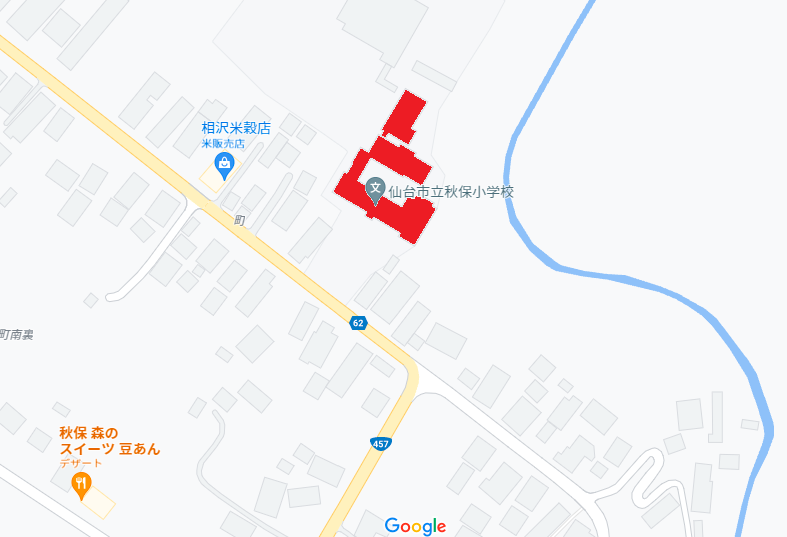 相沢米穀店
米販売店
文
仙台市立秋保小学校
町
62
町南裏
457
秋保 森の
スイーツ 豆あん
デザート
Google